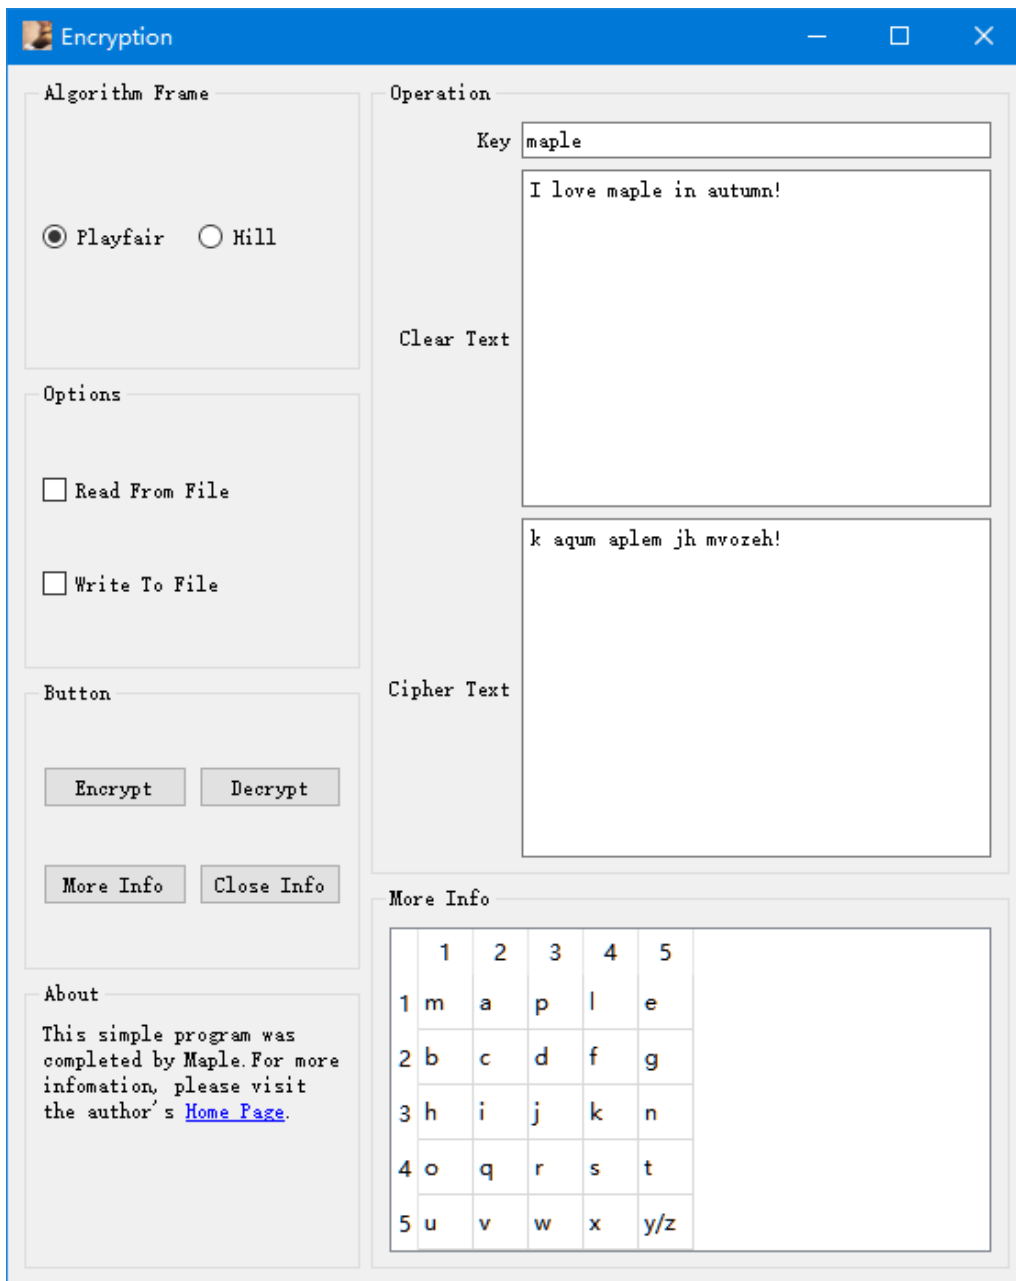 Encryption
Algorithm Frame
Playfair Hill
Options
Read From File
Write To File
Button
Encrypt Decrypt
More Info Close Info
About
This simple program was
completed by Maple.For more
infomation, please visit
the author's Home Page.
Operation
Key maple
Clear Text
I love maple in autumn!
Cipher Text
k aqum aplem jh mvozeh!
More Info
1 2 3 4 5
1 m a p l e
2 b c d f g
3 h i j k n
4 o q r s t
5 u v w x y/z